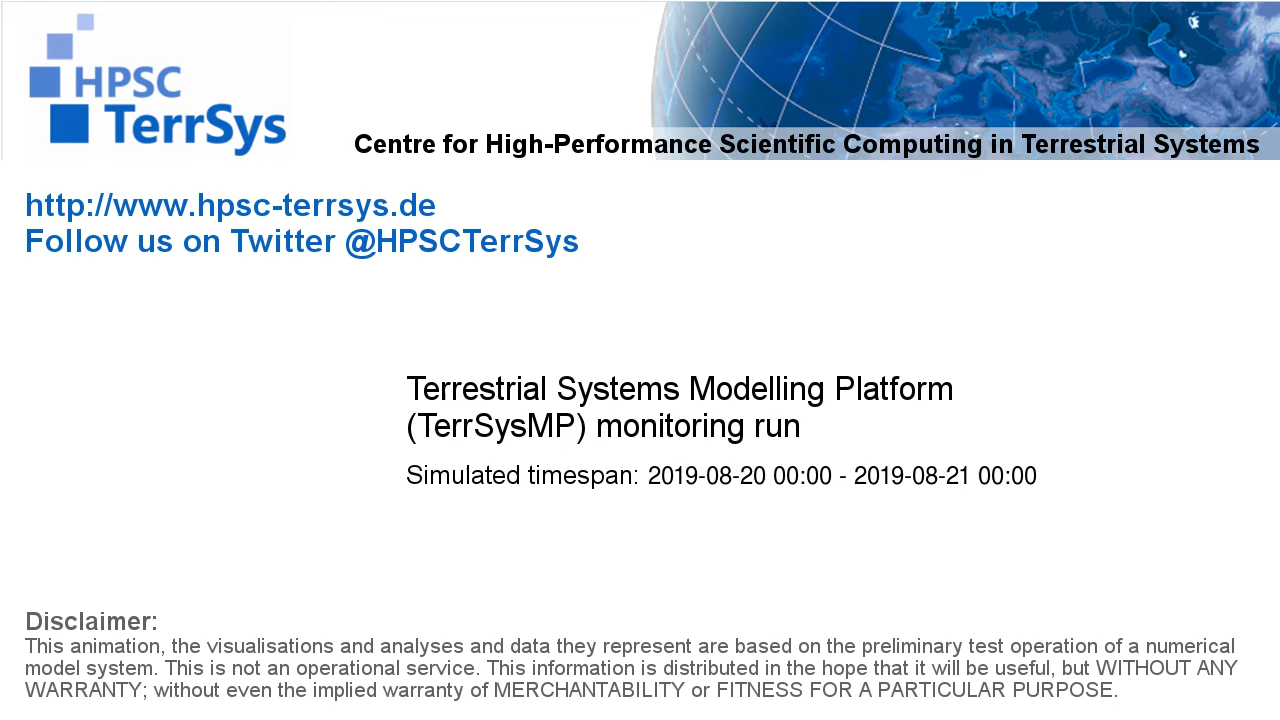 HPSC
TerrSys
Centre for High-Performance Scientific Computing in Terrestrial Systems
http://www.hpsc-terrsys.de
Follow us on Twitter @HPSCTerrSys
Terrestrial Systems Modelling Platform
(TerrSysMP) monitoring run
Simulated timespan: 2019-08-20 00:00 - 2019-08-21 00:00
Disclaimer:
This animation, the visualisations and analyses and data they represent are based on the preliminary test operation of a numerical
model system. This is not an operational service. This information is distributed in the hope that it will be useful, but WITHOUT ANY
WARRANTY; without even the implied warranty of MERCHANTABILITY or FITNESS FOR A PARTICULAR PURPOSE.